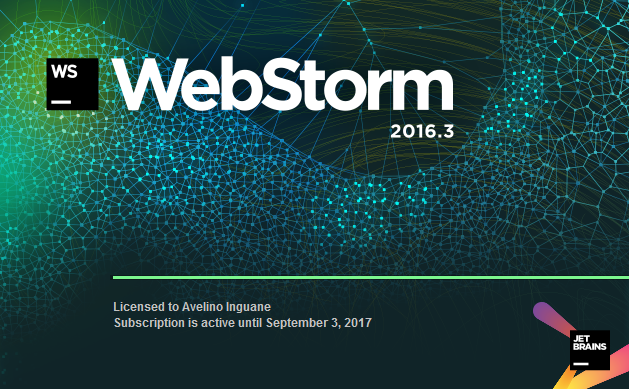 WS
WebStorm
2016.3
Licensed to Avelino Inguane
Subscription is active until September 3, 2017
JET
BRAINS